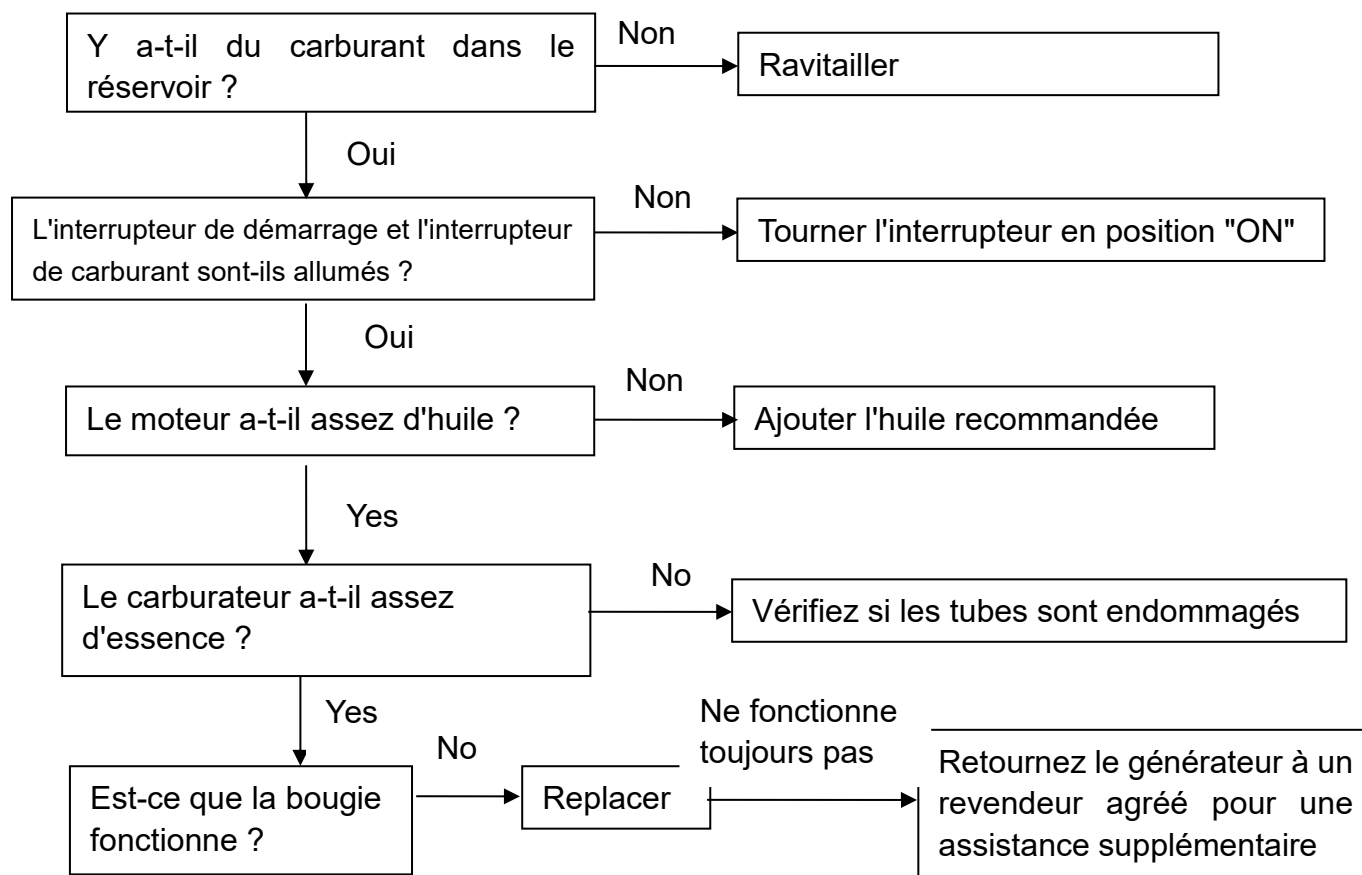 Y a-t-il du carburant dans le
réservoir ?
Non
Ravitailler
Oui
L'interrupteur de démarrage et l'interrupteur
de carburant sont-ils allumés ?
Non
Tourner l'interrupteur en position "ON"
Oui
Le moteur a-t-il assez d'huile ?
Non
Ajouter l'huile recommandée
Yes
Le carburateur a-t-il assez
d'essence ?
No
Vérifiez si les tubes sont endommagés
Yes
Est-ce que la bougie
fonctionne ?
No
Replacer
Ne fonctionne
toujours pas
Retournez le générateur à un
revendeur agréé pour une
assistance supplémentaire